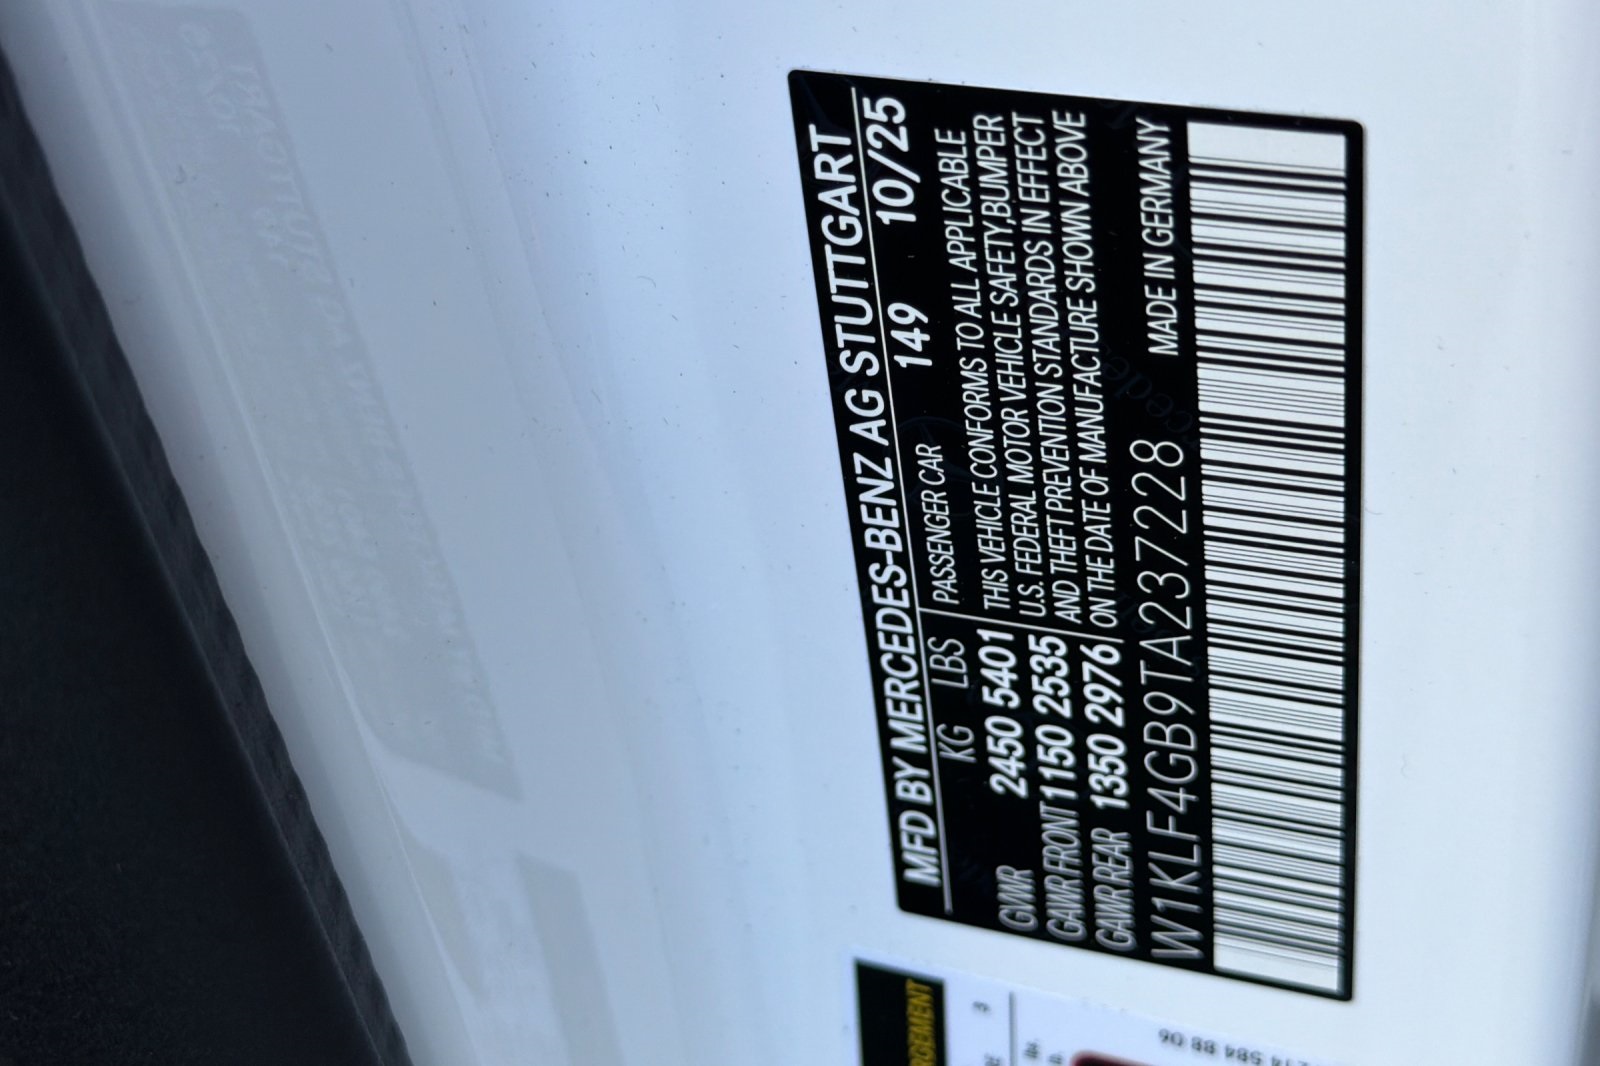 MFD BY MERCEDES-BENZ AG STUTTGART
KG LBS PASSENGER CAR 149 10/25
GVWR 2450 5401
GAWR FRONT 1150 2535
GAWR REAR 1350 2976
THIS VEHICLE CONFORMS TO ALL APPLICABLE
U.S. FEDERAL MOTOR VEHICLE SAFETY,BUMPER
AND THEFT PREVENTION STANDARDS IN EFFECT
ON THE DATE OF MANUFACTURE SHOWN ABOVE
W1KLF4GB9TA237228 MADE IN GERMANY